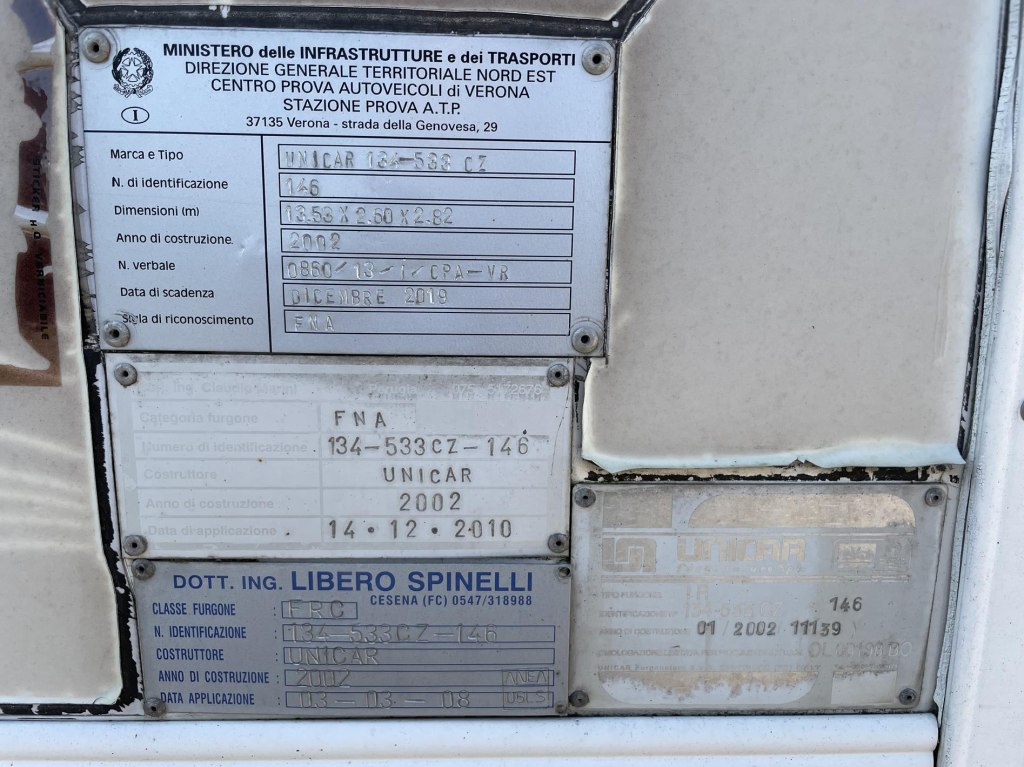 MINISTERO delle INFRASTRUTTURE e dei TRASPORTI
DIREZIONE GENERALE TERRITORIALE NORD EST
CENTRO PROVA AUTOVEICOLI di VERONA
STAZIONE PROVA A.T.P.
I
37135 Verona - strada della Genovesa, 29
Marca e Tipo UNICAR 134-533 CZ
N. di identificazione 146
Dimensioni (m) 13.53 X 2.60 X 2.82
Anno di costruzione 2002
N. verbale 0860/13-1/CPA-VR
Data di scadenza DICEMBRE 2019
Sigla di riconoscimento FNA
Categoria furgone FNA
Numero di identificazione 134-533CZ-146
Costruttore UNICAR
Anno di costruzione 2002
Data di applicazione 14 • 12 • 2010
DOTT. ING. LIBERO SPINELLI
CESENA (FC) 0547/318988
CLASSE FURGONE : FRC
N. IDENTIFICAZIONE : 134-533CZ-146
COSTRUTTORE : UNICAR
ANNO DI COSTRUZIONE : 2002 ANEA
DATA APPLICAZIONE : 03-03-08
UNICAR
146
01/2002 11139
STICKER H.O. VARNICIABILE